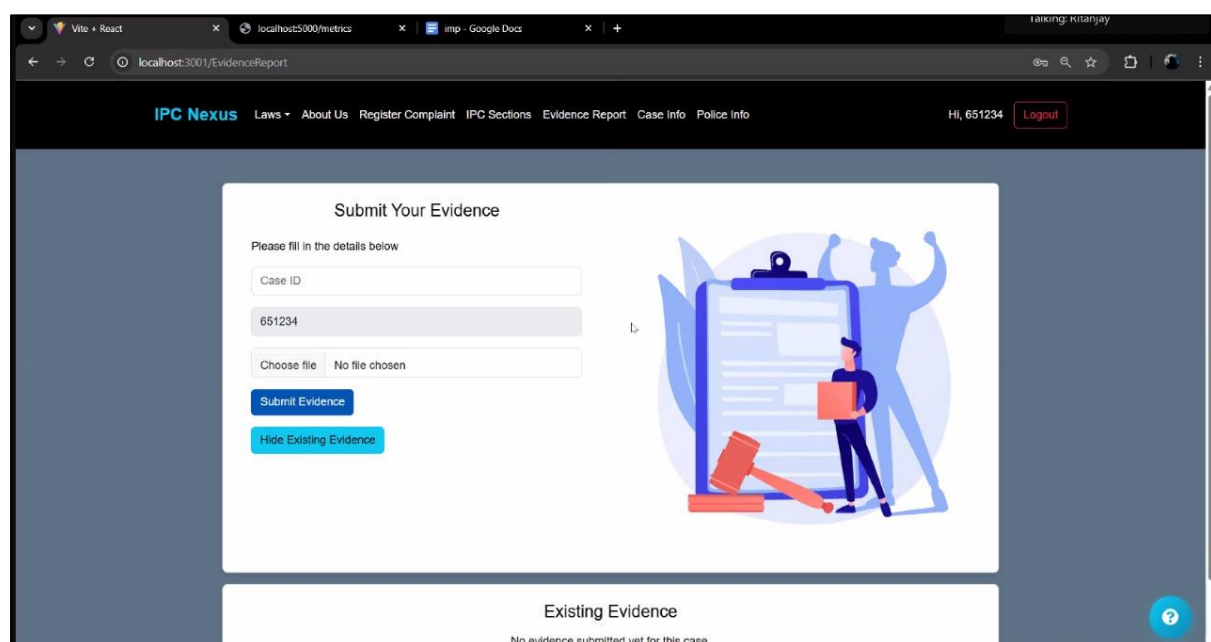 Talking: Ritanjay
Vite + React localhost:5000/metrics imp - Google Docs
localhost:3001/EvidenceReport
IPC Nexus Laws About Us Register Complaint IPC Sections Evidence Report Case Info Police Info Hi, 651234 Logout
Submit Your Evidence
Please fill in the details below
Case ID
651234
Choose file No file chosen
Submit Evidence
Hide Existing Evidence
Existing Evidence
No evidence submitted yet for this case